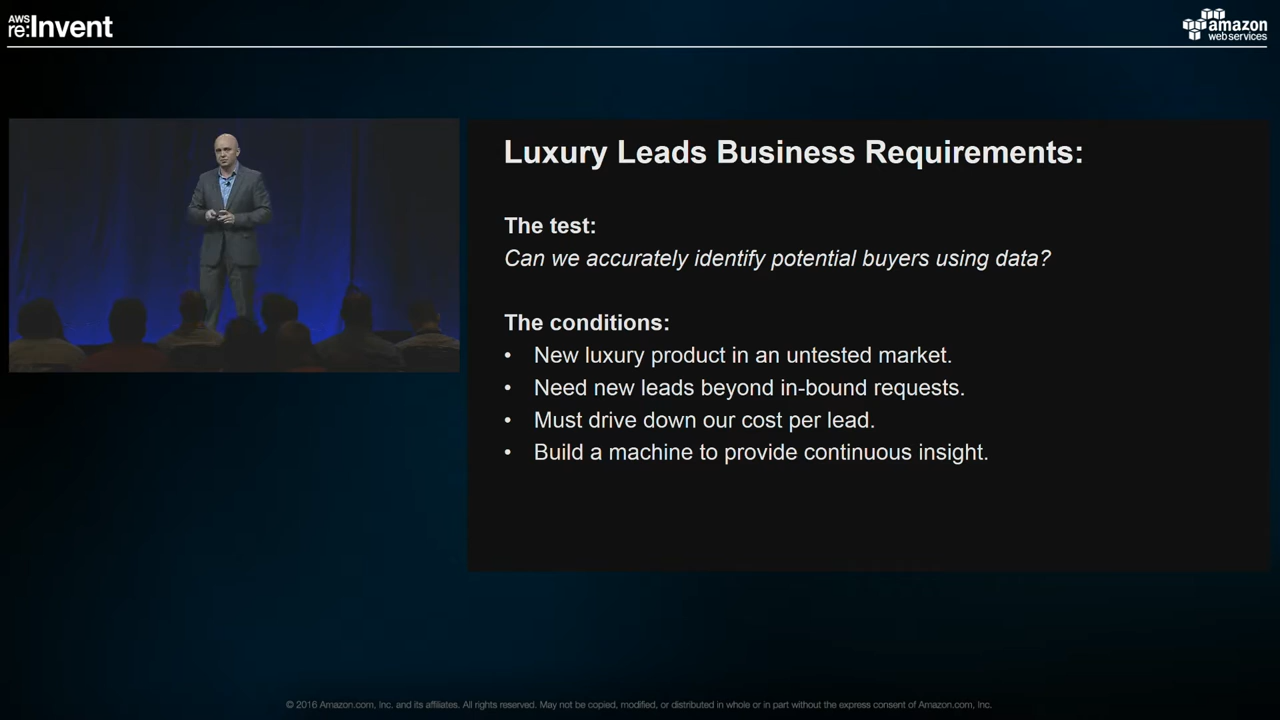 AWS
re:Invent
amazon
webservices
Luxury Leads Business Requirements:
The test:
Can we accurately identify potential buyers using data?
The conditions:
• New luxury product in an untested market.
• Need new leads beyond in-bound requests.
• Must drive down our cost per lead.
• Build a machine to provide continuous insight.
© 2016 Amazon.com, Inc. and its affiliates. All rights reserved. May not be copied, modified, or distributed in whole or in part without the express consent of Amazon.com, Inc.